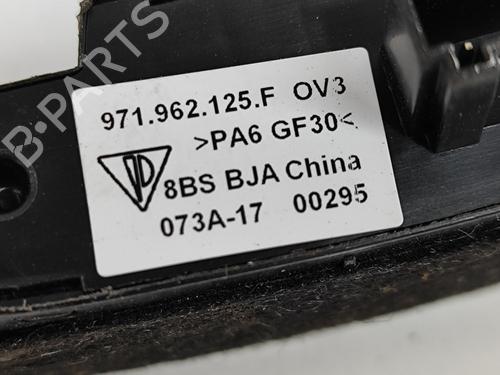 B-Parts
971.962.125.F OV3
>PA6 GF30<
8BS BJA China
073A-17 00295